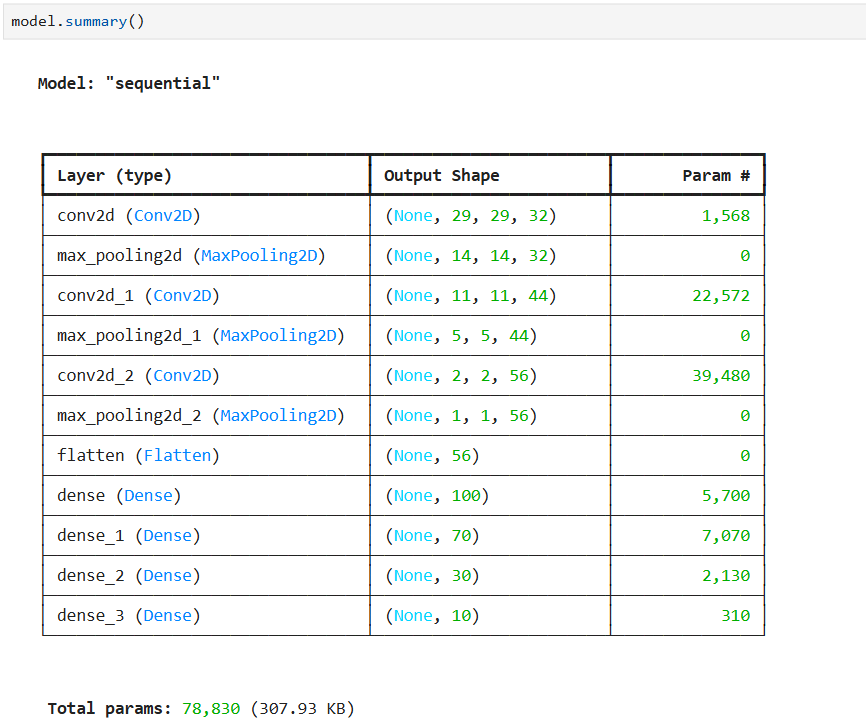 model.summary()
Model: "sequential"
Layer (type) Output Shape Param #
conv2d (Conv2D) (None, 29, 29, 32) 1,568
max_pooling2d (MaxPooling2D) (None, 14, 14, 32) 0
conv2d_1 (Conv2D) (None, 11, 11, 44) 22,572
max_pooling2d_1 (MaxPooling2D) (None, 5, 5, 44) 0
conv2d_2 (Conv2D) (None, 2, 2, 56) 39,480
max_pooling2d_2 (MaxPooling2D) (None, 1, 1, 56) 0
flatten (Flatten) (None, 56) 0
dense (Dense) (None, 100) 5,700
dense_1 (Dense) (None, 70) 7,070
dense_2 (Dense) (None, 30) 2,130
dense_3 (Dense) (None, 10) 310
Total params: 78,830 (307.93 KB)